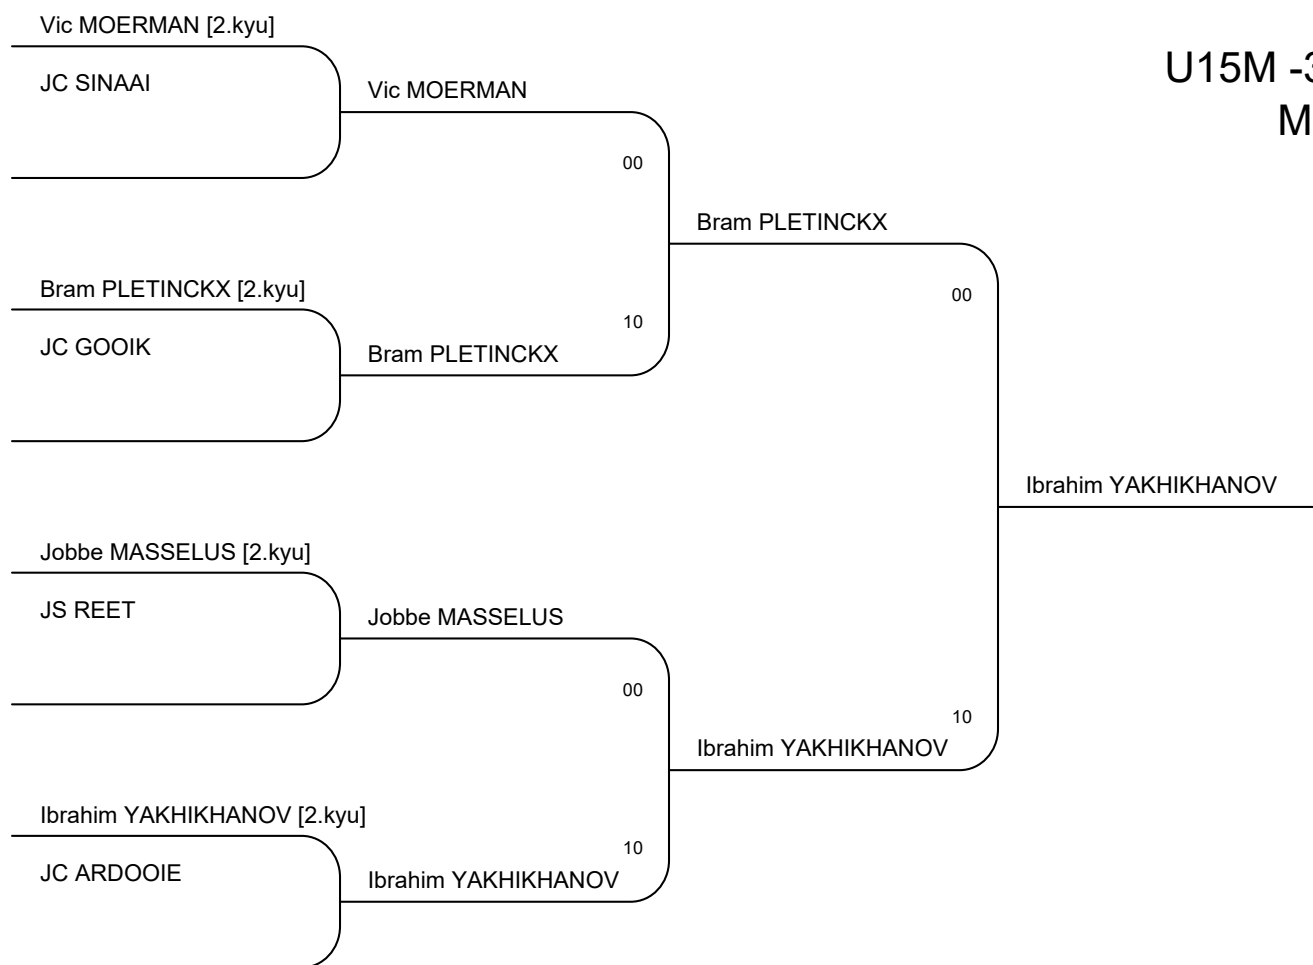 Vic MOERMAN [2.kyu]
JC SINAAI
Vic MOERMAN
00
U15M -3
M
Bram PLETINCKX
00
Bram PLETINCKX [2.kyu]
JC GOOIK
10
Bram PLETINCKX
Ibrahim YAKHIKHANOV
Jobbe MASSELUS [2.kyu]
JS REET
Jobbe MASSELUS
00
10
Ibrahim YAKHIKHANOV
Ibrahim YAKHIKHANOV [2.kyu]
JC ARDOOIE
10
Ibrahim YAKHIKHANOV